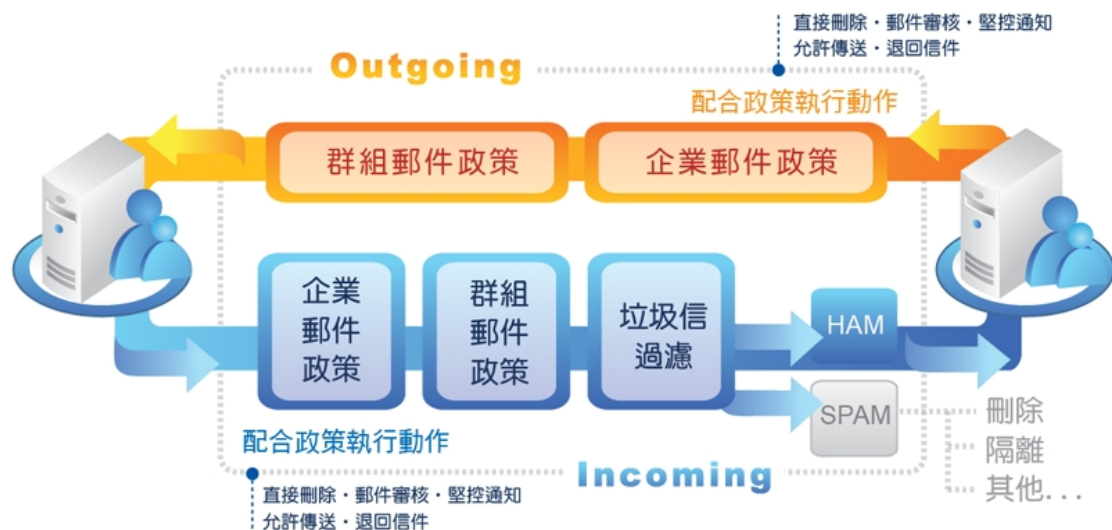 直接刪除・郵件審核・堅控通知
允許傳送・退回信件
Outgoing
配合政策執行動作
群組郵件政策
企業郵件政策
企業
郵件
政策
群組
郵件
政策
垃圾信
過濾
HAM
SPAM
刪除
隔離
其他...
配合政策執行動作
Incoming
直接刪除・郵件審核・堅控通知
允許傳送・退回信件